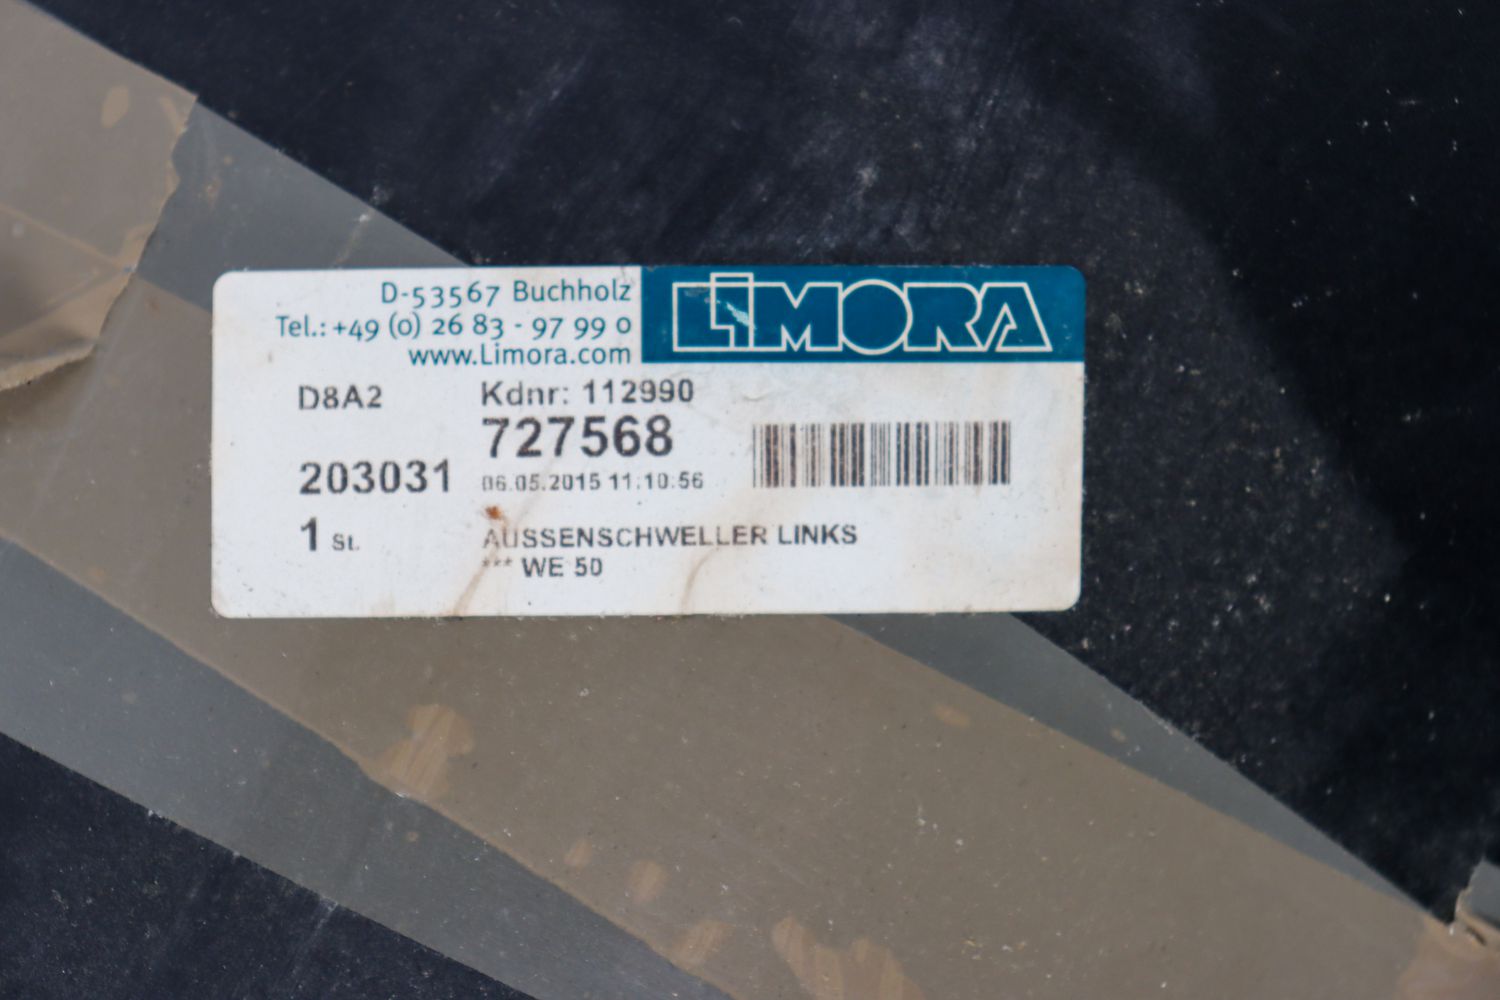 D-53567 Buchholz
Tel.: +49 (0) 26 83 - 97 99 0
www.Limora.com
LiMORA
D8A2
Kdnr: 112990
727568
203031
06.05.2015 11:10:56
1 St.
AUSSENSCHWELLER LINKS
*** WE 50